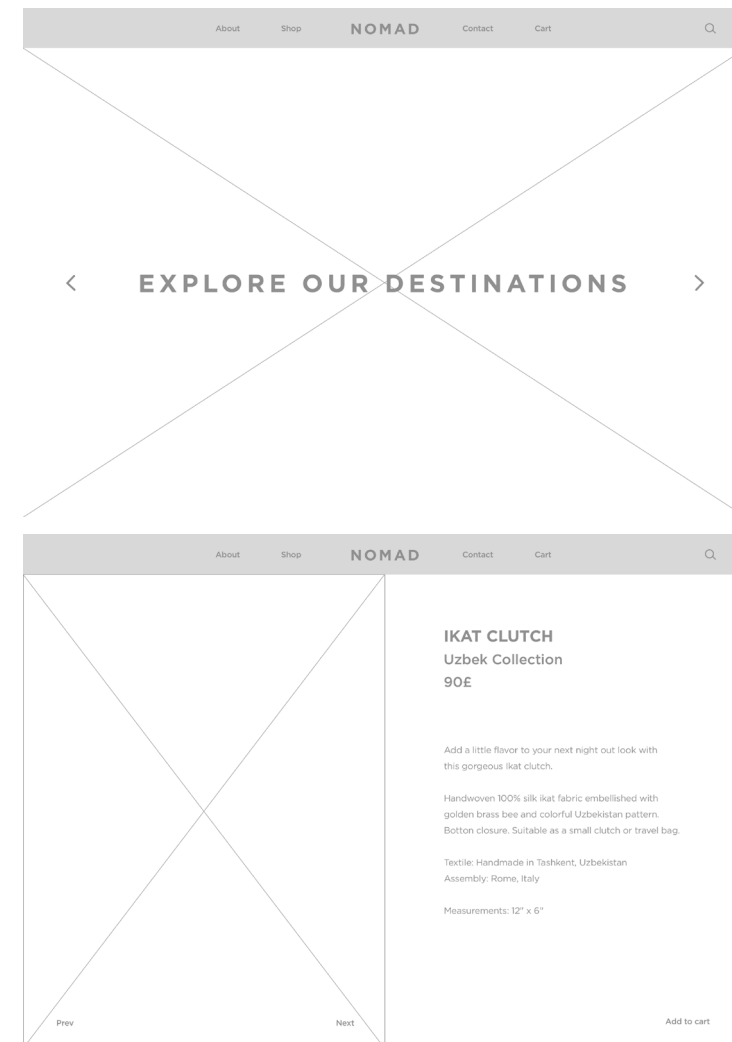 About Shop NOMAD Contact Cart
EXPLORE OUR DESTINATIONS
About Shop NOMAD Contact Cart
IKAT CLUTCH
Uzbek Collection
90£
Add a little flavor to your next night out look with
this gorgeous Ikat clutch.
Handwoven 100% silk ikat fabric embellished with
golden brass bee and colorful Uzbekistan pattern.
Botton closure. Suitable as a small clutch or travel bag.
Textile: Handmade in Tashkent, Uzbekistan
Assembly: Rome, Italy
Measurements: 12" x 6"
Prev Next Add to cart